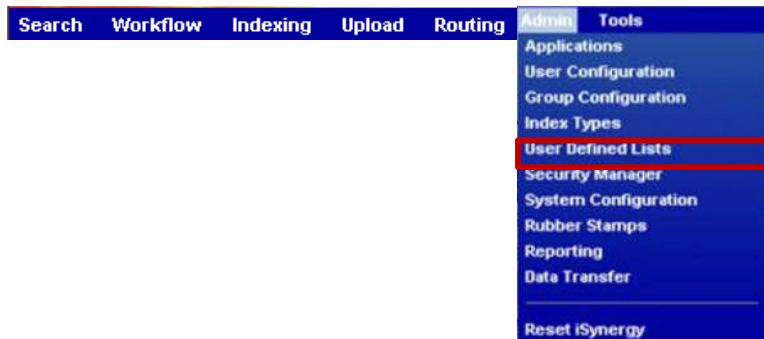 Search Workflow Indexing Upload Routing Admin Tools
Applications
User Configuration
Group Configuration
Index Types
User Defined Lists
Security Manager
System Configuration
Rubber Stamps
Reporting
Data Transfer
Reset iSynergy